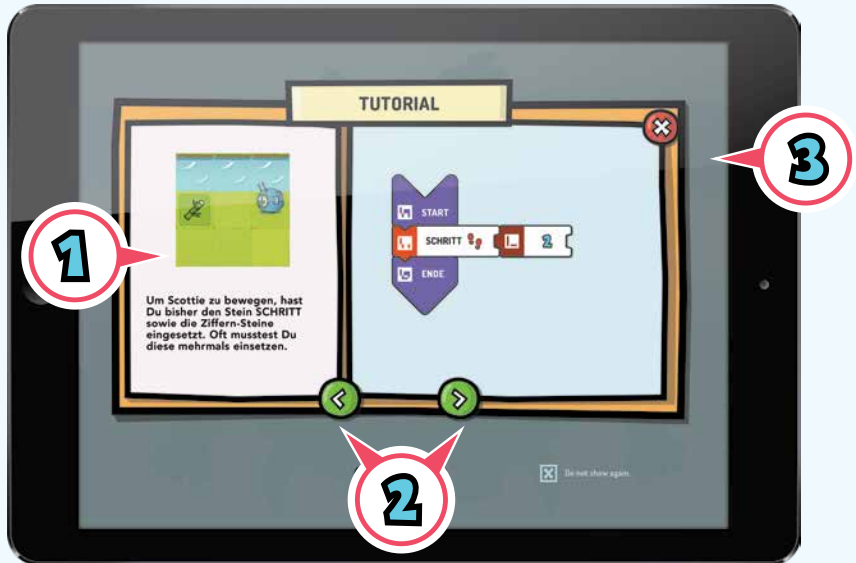 TUTORIAL
3
START
1
SCHRITT 2
ENDE
Um Scottie zu bewegen, hast
Du bisher den Stein SCHRITT
sowie die Ziffern-Steine
eingesetzt. Oft musstest Du
diese mehrmals einsetzen.
2
Do not show again